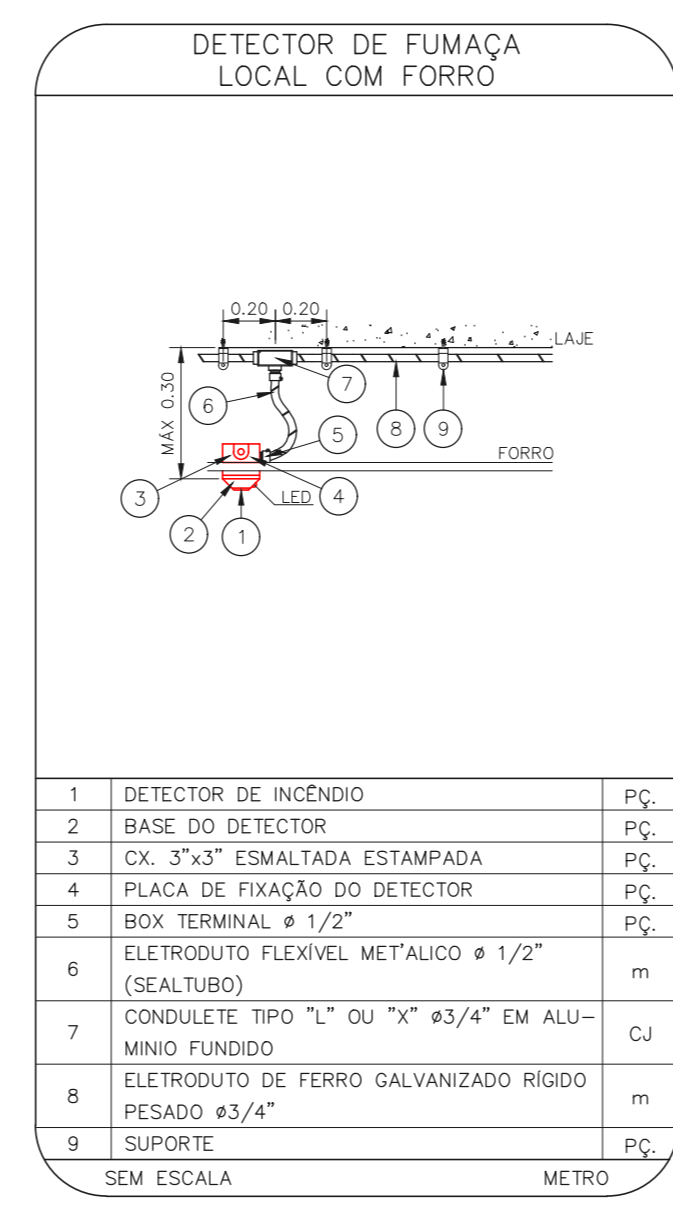 DETECTOR DE FUMAÇA
LOCAL COM FORRO
0.20 0.20
LAJE
MÁX 0.30
7
6
5
8
9
FORRO
3
LED
4
2
1
1 DETECTOR DE INCÊNDIO PÇ.
2 BASE DO DETECTOR PÇ.
3 CX. 3"x3" ESMALTADA ESTAMPADA PÇ.
4 PLACA DE FIXAÇÃO DO DETECTOR PÇ.
5 BOX TERMINAL ø 1/2" PÇ.
6 ELETRODUTO FLEXÍVEL MET'ALICO ø 1/2" m
(SEALTUBO)
7 CONDULETE TIPO "L" OU "X" ø3/4" EM ALU- CJ
MINIO FUNDIDO
8 ELETRODUTO DE FERRO GALVANIZADO RÍGIDO m
PESADO ø3/4"
9 SUPORTE PÇ.
SEM ESCALA METRO